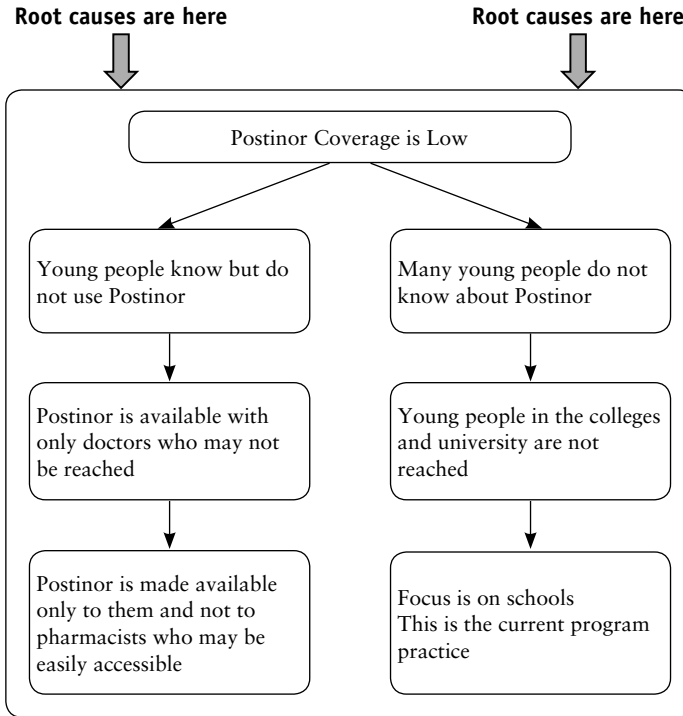 Root causes are here
Root causes are here
Postinor Coverage is Low
Young people know but do
not use Postinor
Many young people do not
know about Postinor
Postinor is available with
only doctors who may not
be reached
Young people in the colleges
and university are not
reached
Postinor is made available
only to them and not to
pharmacists who may be
easily accessible
Focus is on schools
This is the current program
practice